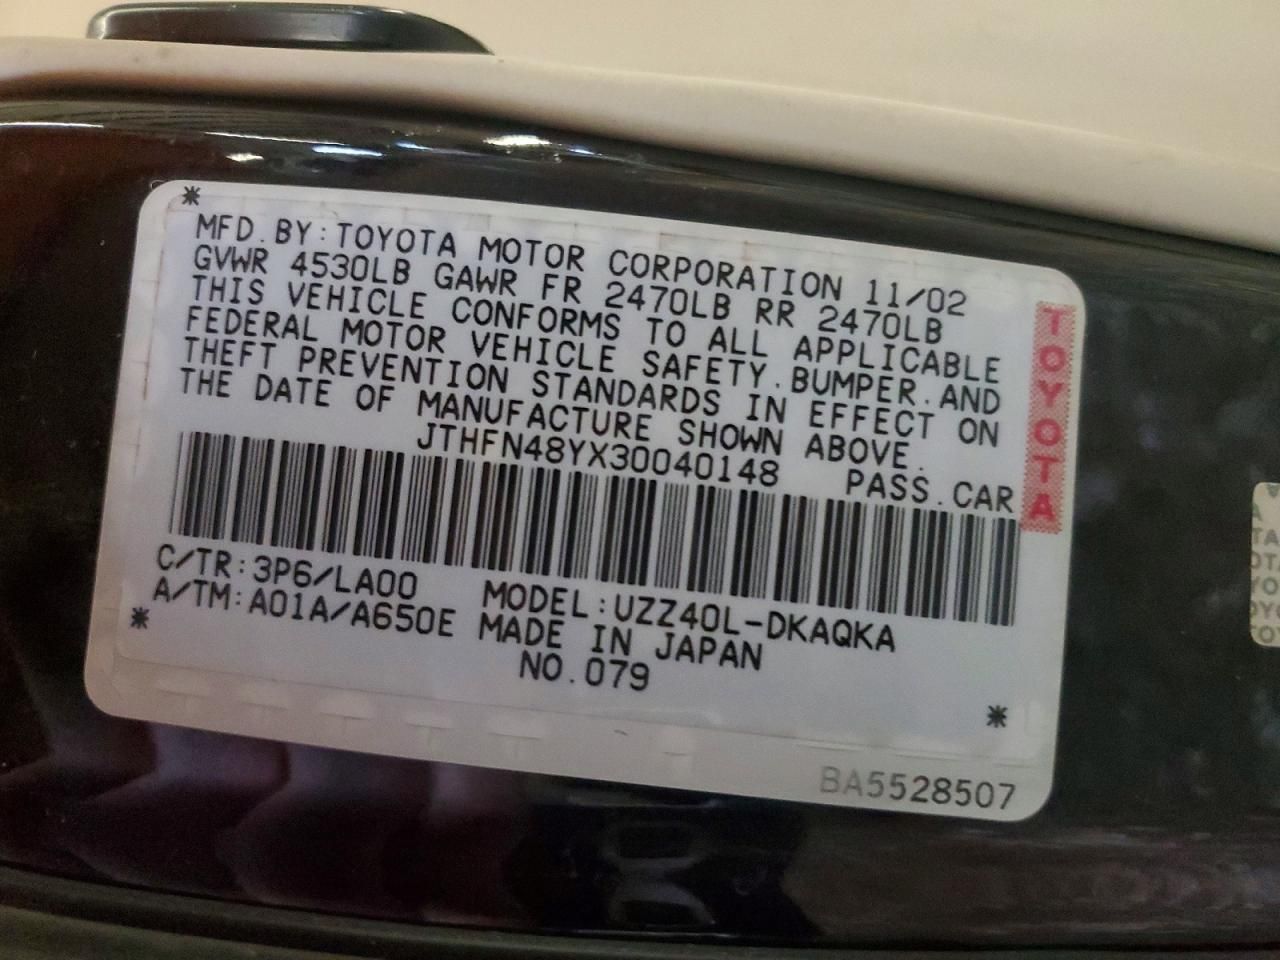 MFD. BY: TOYOTA MOTOR CORPORATION 11/02
GVWR 4530LB GAWR FR 2470LB RR 2470LB
THIS VEHICLE CONFORMS TO ALL APPLICABLE
FEDERAL MOTOR VEHICLE SAFETY. BUMPER. AND
THEFT PREVENTION STANDARDS IN EFFECT ON
THE DATE OF MANUFACTURE SHOWN ABOVE.
JTHFN48YX30040148 PASS. CAR
C/TR: 3P6/LA00 MODEL: UZZ40L-DKAQKA
A/TM: A01A/A650E MADE IN JAPAN
NO. 079
TOYOTA
BA5528507